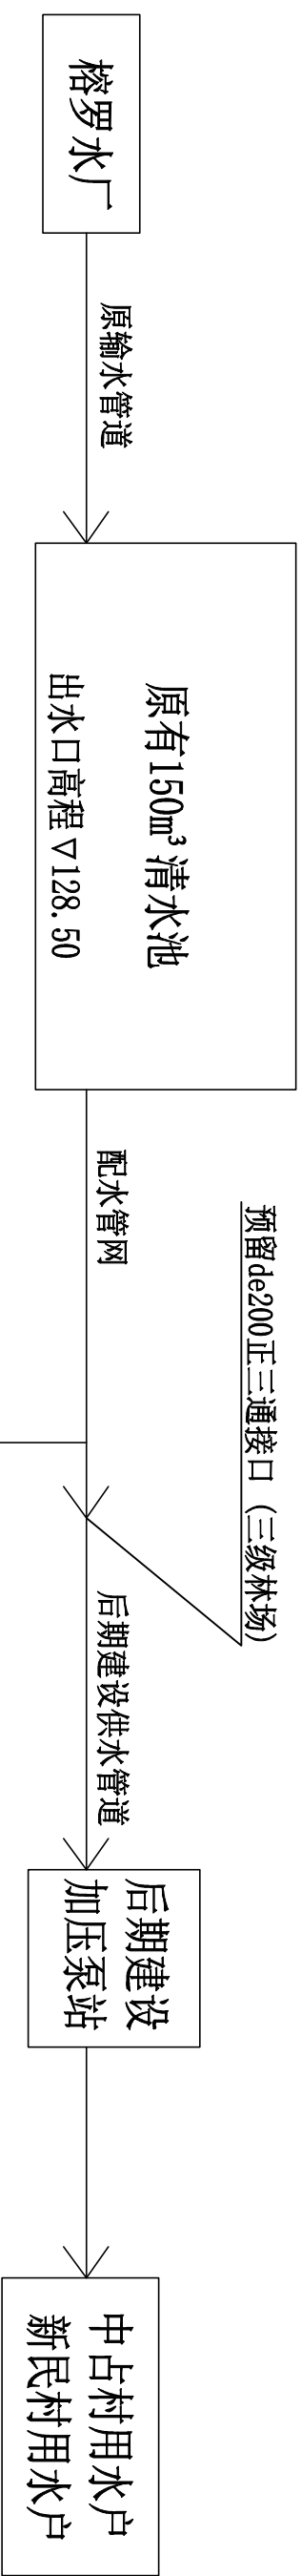 榕罗水厂
原输水管道
原有150m³清水池
出水口高程▽128.50
配水管网
预留de200正三通接口（三级林场）
后期建设供水管道
后期建设
加压泵站
中占村用水户
新民村用水户